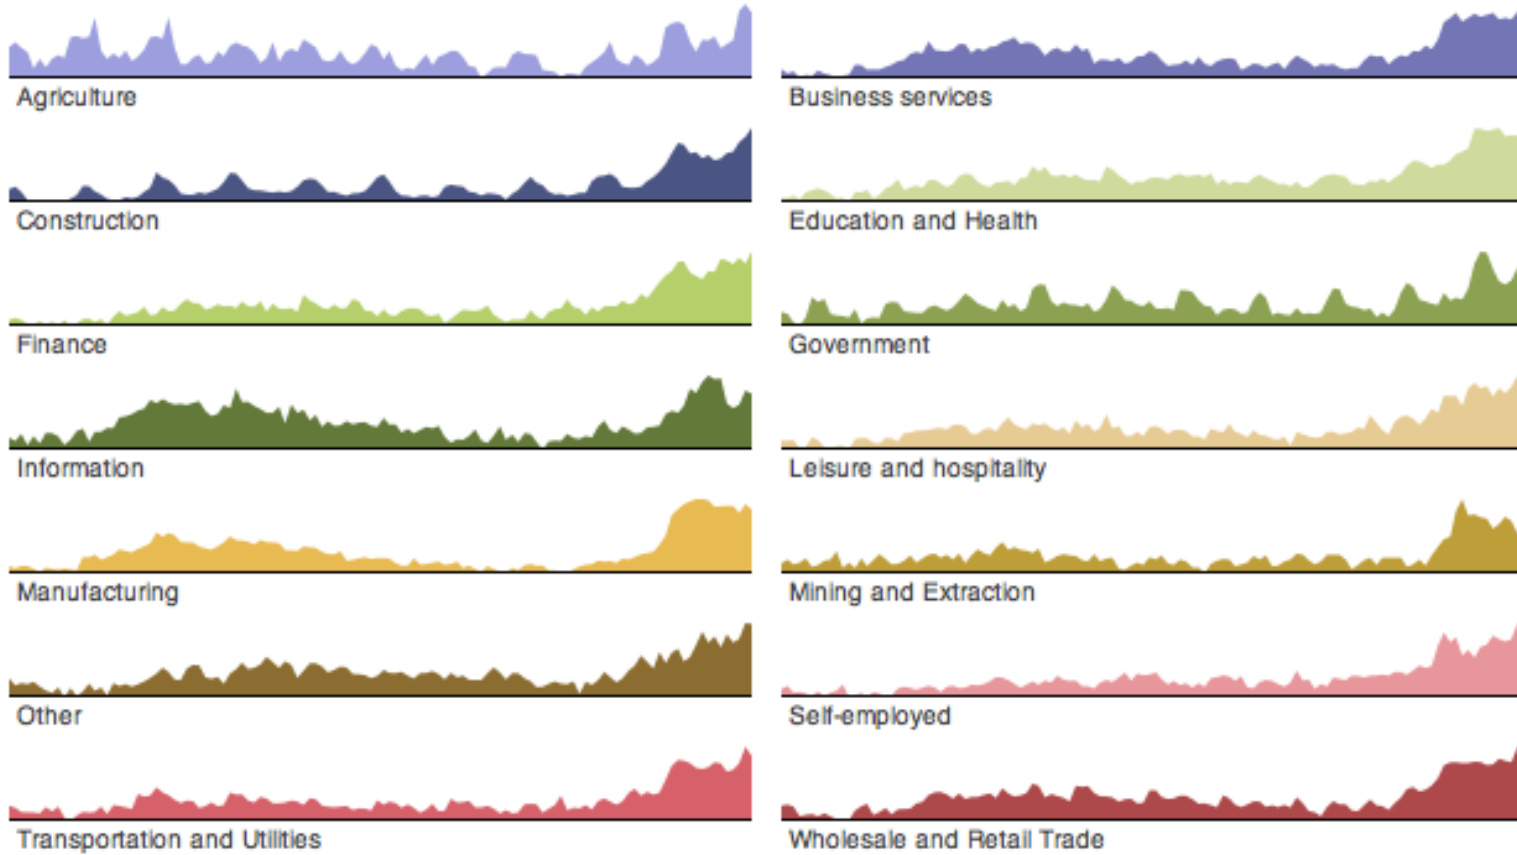 Agriculture
Business services
Construction
Education and Health
Finance
Government
Information
Leisure and hospitality
Manufacturing
Mining and Extraction
Other
Self-employed
Transportation and Utilities
Wholesale and Retail Trade